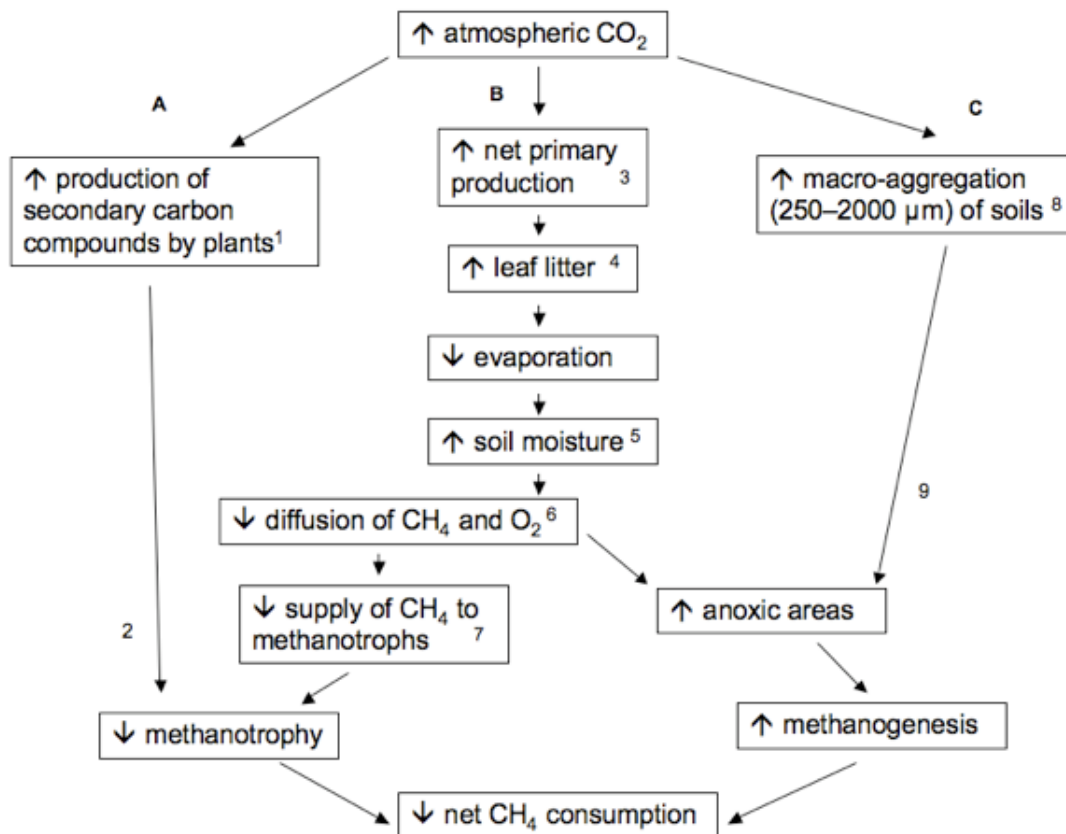 ↑ atmospheric CO₂
A
B
C
↑ production of
secondary carbon
compounds by plants¹
↑ net primary
production ³
↑ macro-aggregation
(250–2000 µm) of soils ⁸
↑ leaf litter ⁴
↓ evaporation
↑ soil moisture ⁵
9
↓ diffusion of CH₄ and O₂ ⁶
2
↓ supply of CH₄ to
methanotrophs ⁷
↑ anoxic areas
↓ methanotrophy
↑ methanogenesis
↓ net CH₄ consumption